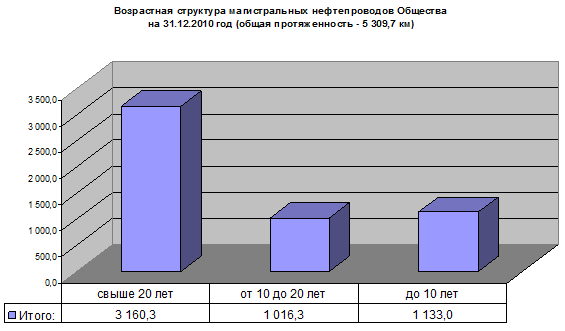 Возрастная структура магистральных нефтепроводов Общества
на 31.12.2010 год (общая протяженность - 5 309,7 км)
3 500,0
3 000,0
2 500,0
2 000,0
1 500,0
1 000,0
500,0
0,0
свыше 20 лет от 10 до 20 лет до 10 лет
Итого: 3 160,3 1 016,3 1 133,0